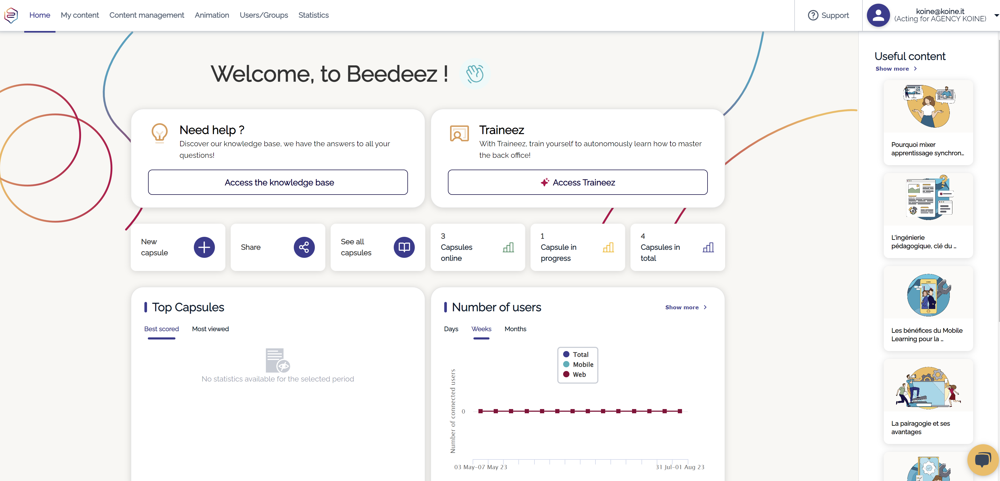 Home
My content
Content management
Animation
Users/Groups
Statistics
Support
koine@koine.it
(Acting for AGENCY KOINE)
Welcome, to Beedeez !
Need help ?
Discover our knowledge base, we have the answers to all your
questions!
Access the knowledge base
Traineez
With Traineez, train yourself to autonomously learn how to master
the back office!
Access Traineez
New
capsule
Share
See all
capsules
3
Capsules
online
1
Capsule in
progress
4
Capsules in
total
Top Capsules
Best scored
Most viewed
No statistics available for the selected period
Number of users
Show more
Days
Weeks
Months
Total
Mobile
Web
Number of connected users
0
03 May-07 May 23
31 Jul-01 Aug 23
Useful content
Show more
Pourquoi mixer
apprentissage synchron...
L'ingénierie
pédagogique, clé du ...
Les bénéfices du Mobile
Learning pour la ...
La pairagogie et ses
avantages